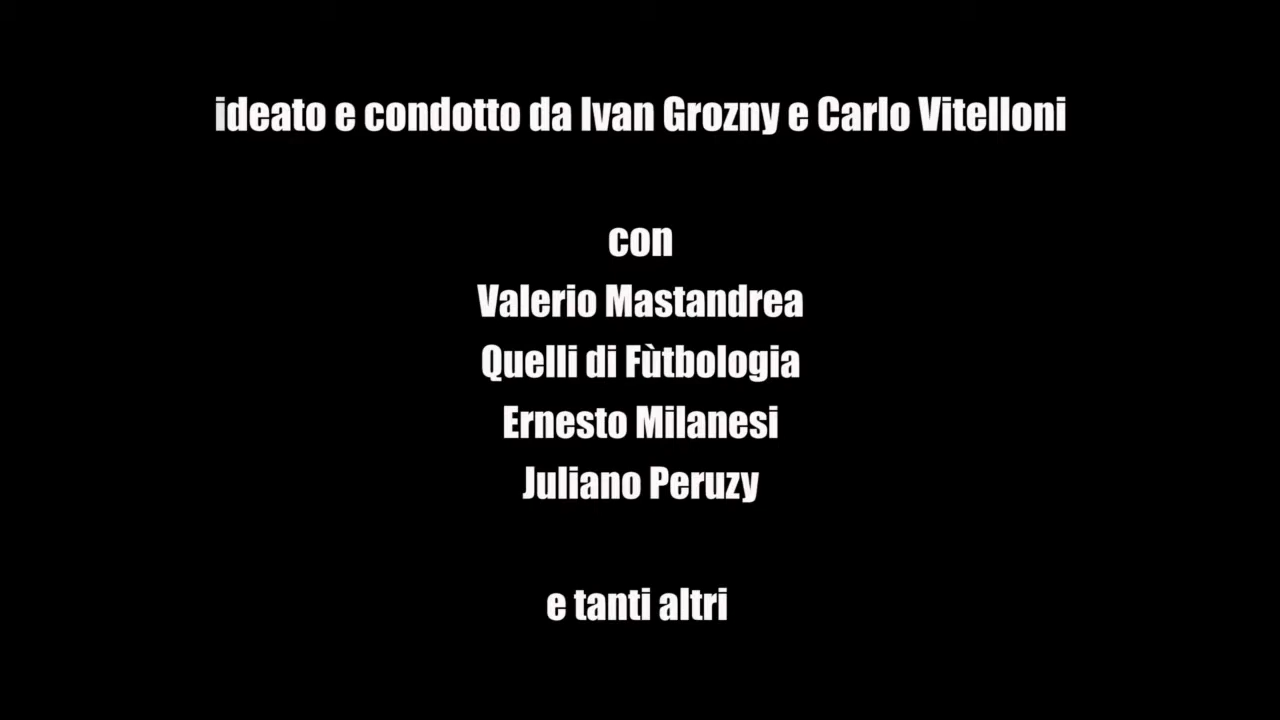 ideato e condotto da Ivan Grozny e Carlo Vitelloni
con
Valerio Mastandrea
Quelli di Fùtbologia
Ernesto Milanesi
Juliano Peruzy
e tanti altri